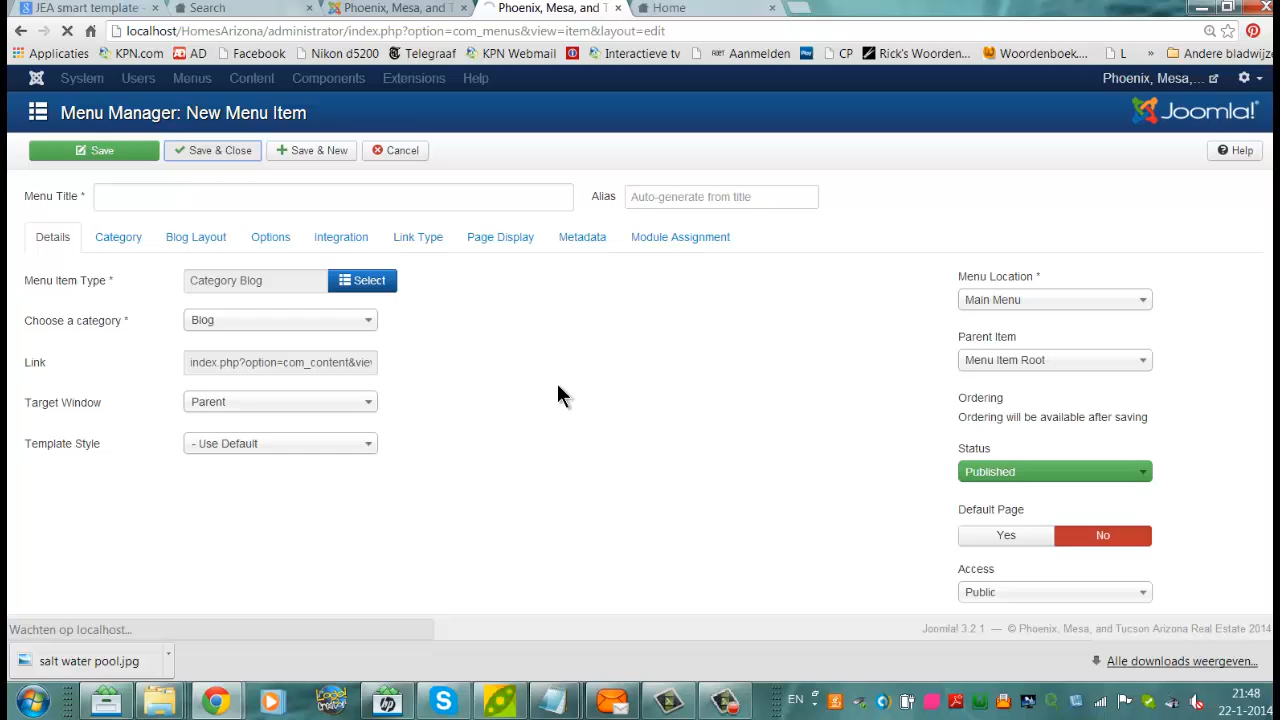 JEA smart template -
Search
Phoenix, Mesa, and T
Phoenix, Mesa, and T
Home
localhost/HomesArizona/administrator/index.php?option=com_menus&view=item&layout=edit
Applicaties KPN.com AD Facebook Nikon d5200 Telegraaf KPN Webmail Interactieve tv Aanmelden CP Rick's Woorden... Woordenboek... L » Andere bladwijze
System Users Menus Content Components Extensions Help Phoenix, Mesa,...
Menu Manager: New Menu Item Joomla!
Save Save & Close Save & New Cancel Help
Menu Title * Alias Auto-generate from title
Details Category Blog Layout Options Integration Link Type Page Display Metadata Module Assignment
Menu Item Type * Category Blog Select
Choose a category * Blog
Link index.php?option=com_content&vie
Target Window Parent
Template Style - Use Default
Menu Location *
Main Menu
Parent Item
Menu Item Root
Ordering
Ordering will be available after saving
Status
Published
Default Page
Yes No
Access
Public
Wachten op localhost...
Joomla! 3.2.1 — © Phoenix, Mesa, and Tucson Arizona Real Estate 2014
salt water pool.jpg
Alle downloads weergeven...
EN
21:48
22-1-2014